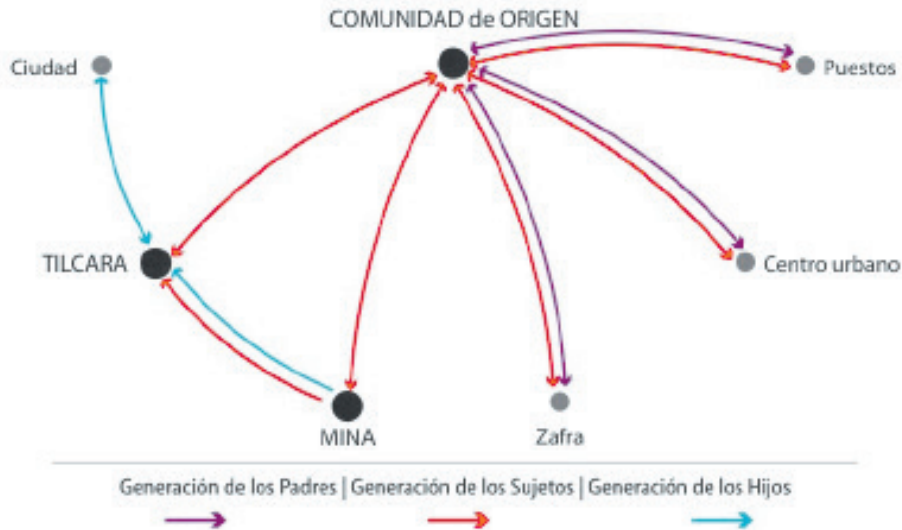 COMUNIDAD de ORIGEN
Ciudad
Puestos
TILCARA
Centro urbano
MINA
Zafra
Generación de los Padres | Generación de los Sujetos | Generación de los Hijos